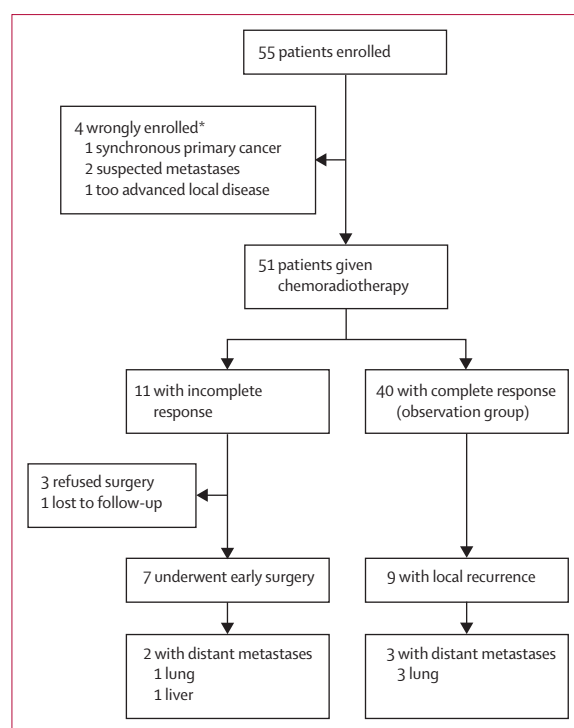 55 patients enrolled
4 wrongly enrolled*
1 synchronous primary cancer
2 suspected metastases
1 too advanced local disease
51 patients given
chemoradiotherapy
11 with incomplete
response
40 with complete response
(observation group)
3 refused surgery
1 lost to follow-up
7 underwent early surgery
9 with local recurrence
2 with distant metastases
1 lung
1 liver
3 with distant metastases
3 lung